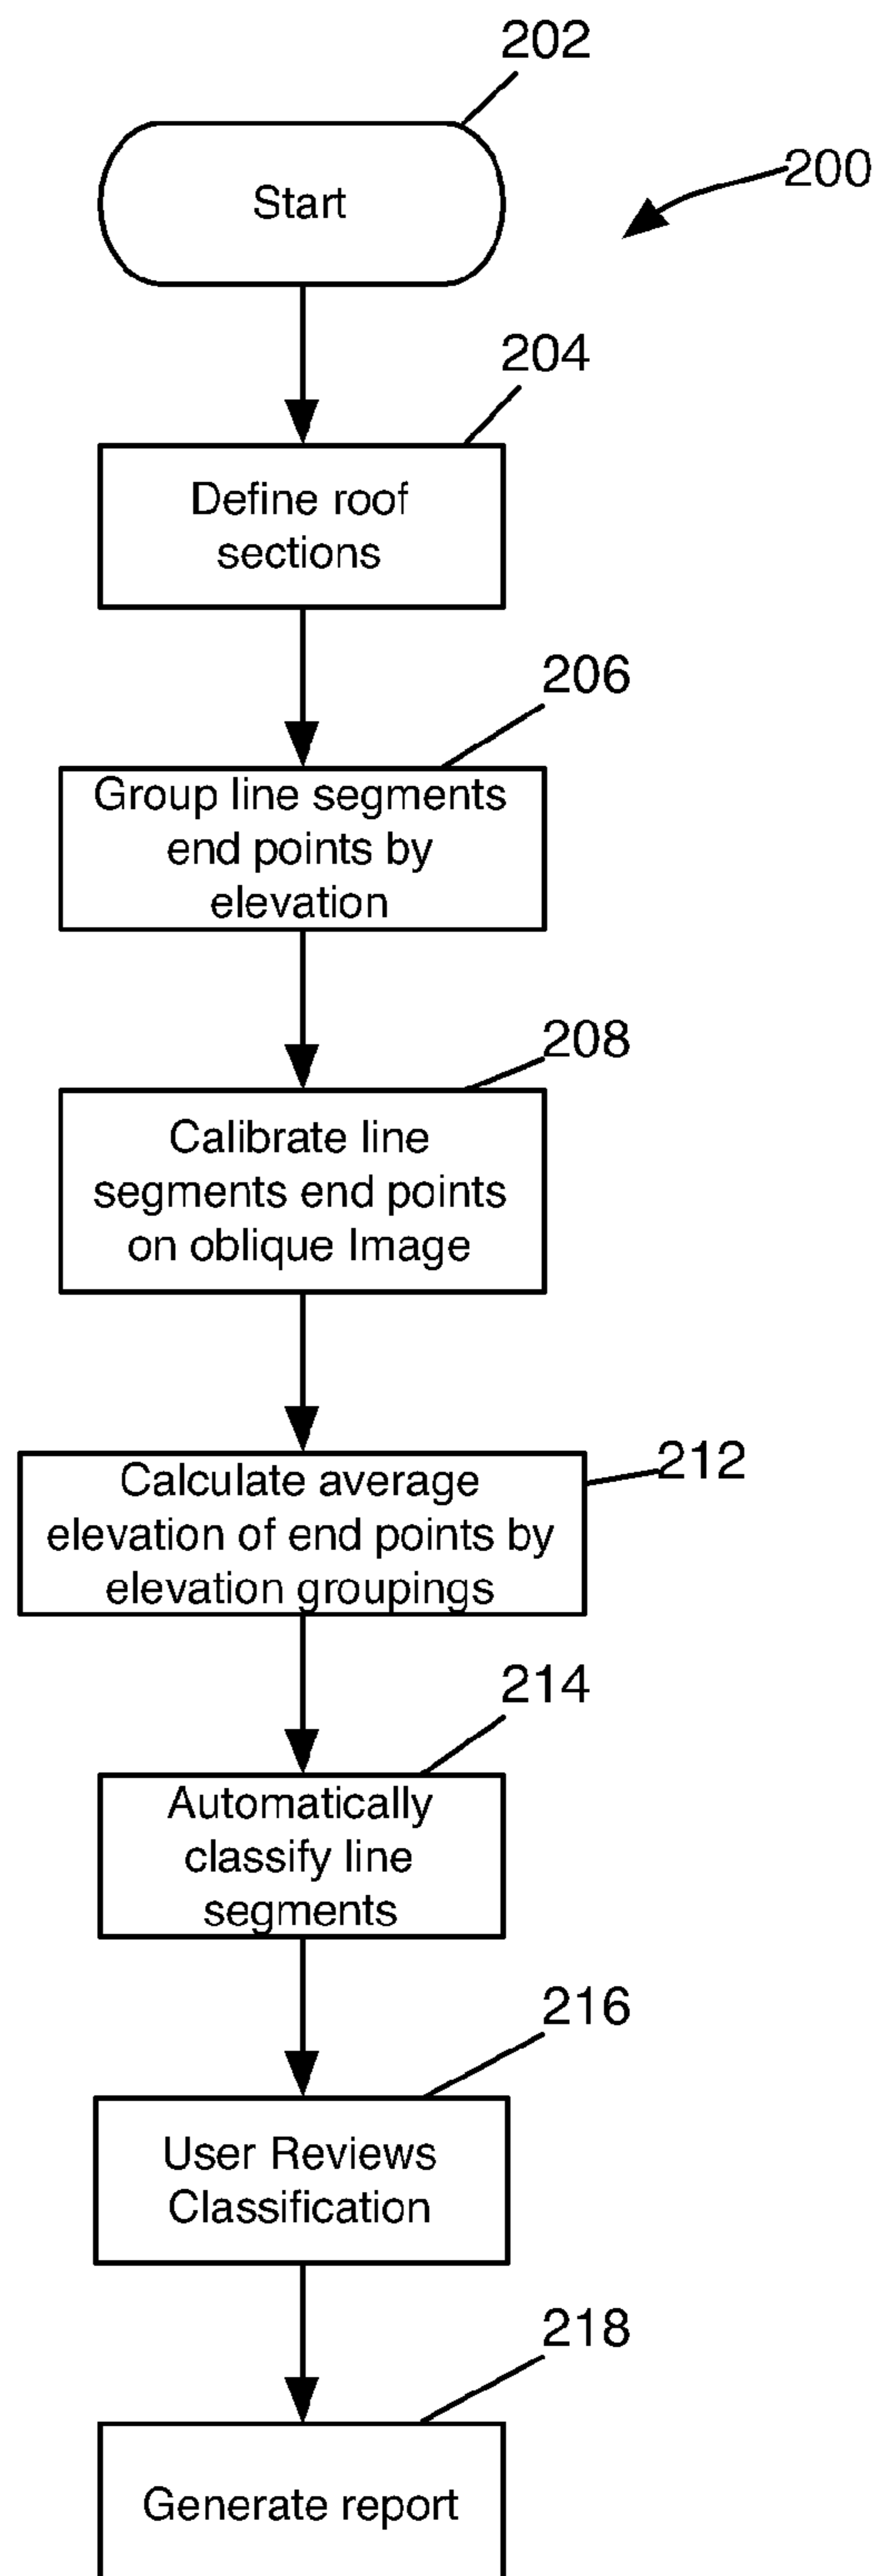 202
200
Start
204
Define roof
sections
206
Group line segments
end points by
elevation
208
Calibrate line
segments end points
on oblique Image
212
Calculate average
elevation of end points by
elevation groupings
214
Automatically
classify line
segments
216
User Reviews
Classification
218
Generate report